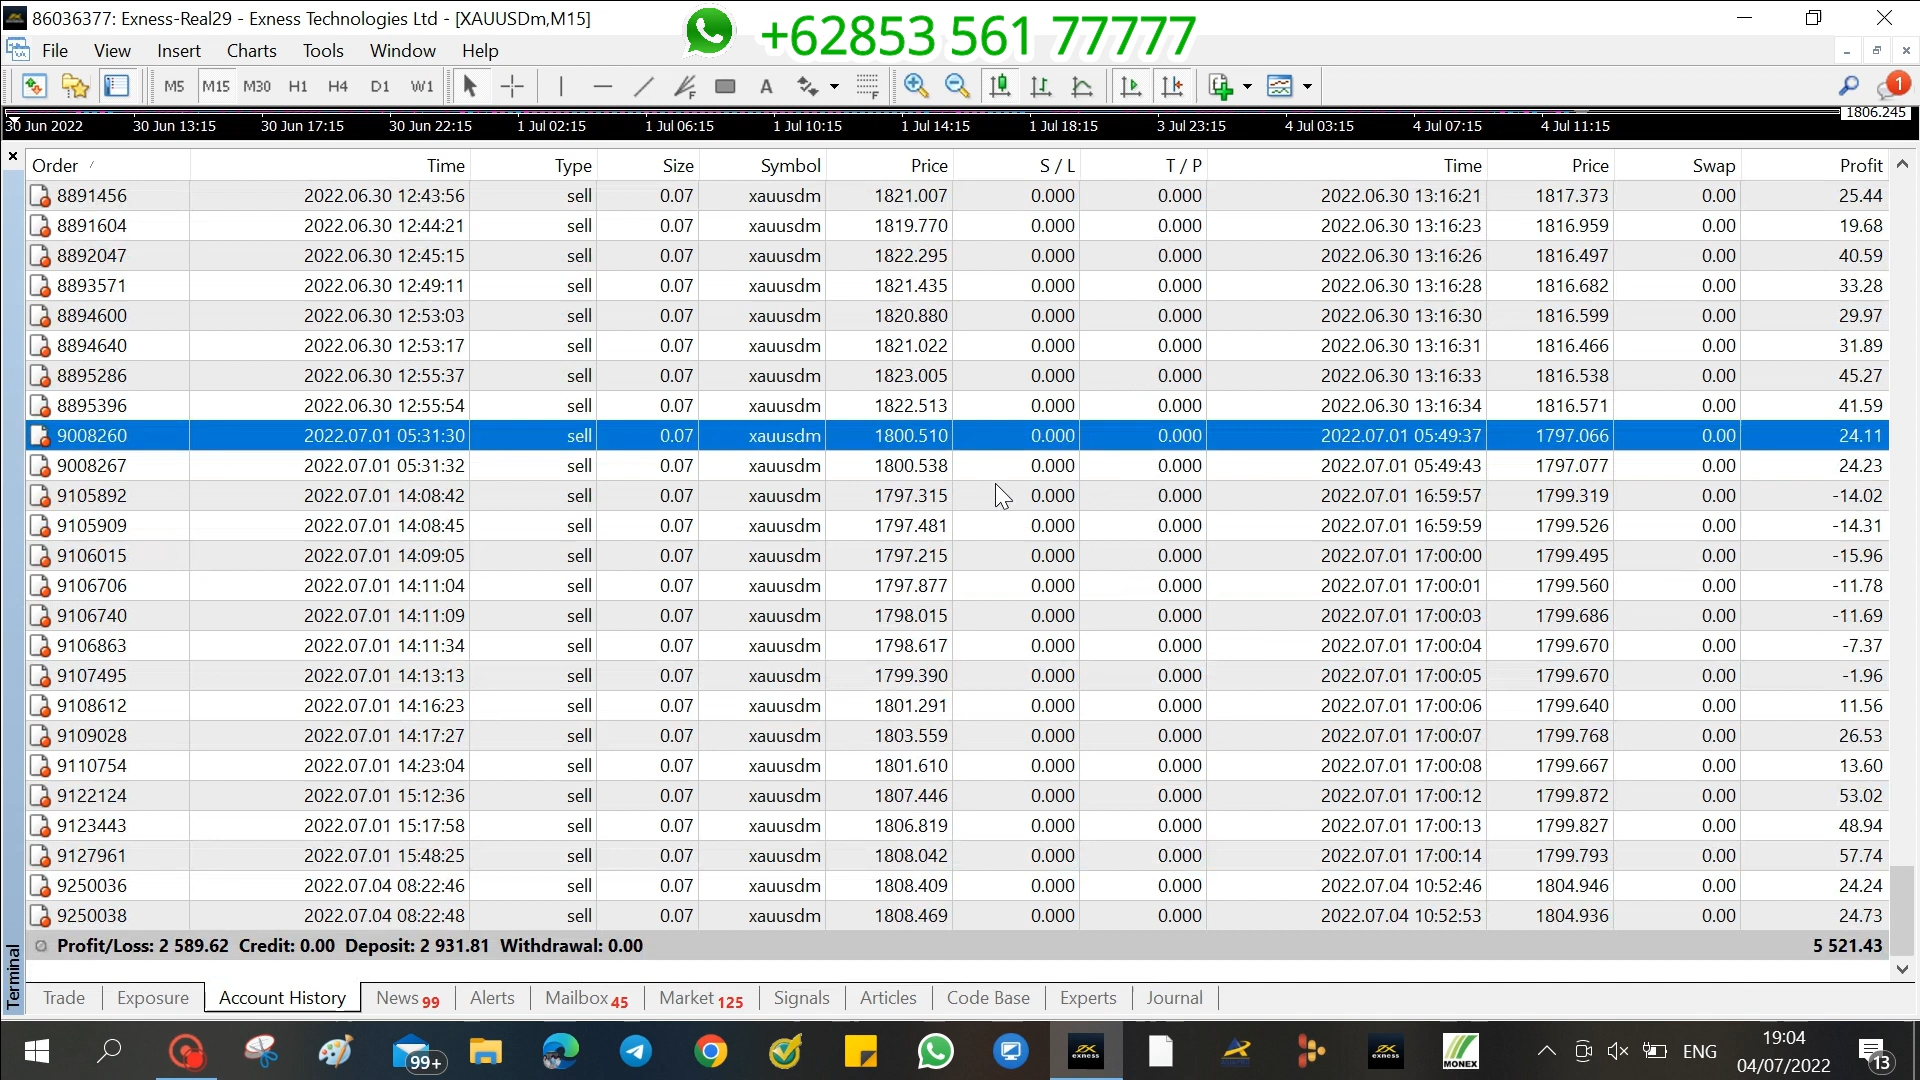 86036377: Exness-Real29 - Exness Technologies Ltd - [XAUUSDm,M15]
+62853 561 77777
File View Insert Charts Tools Window Help
M5 M15 M30 H1 H4 D1 W1 A 1
1806.245
30 Jun 2022 30 Jun 13:15 30 Jun 17:15 30 Jun 22:15 1 Jul 02:15 1 Jul 06:15 1 Jul 10:15 1 Jul 14:15 1 Jul 18:15 3 Jul 23:15 4 Jul 03:15 4 Jul 07:15 4 Jul 11:15
Order / Time Type Size Symbol Price S / L T / P Time Price Swap Profit
8891456 2022.06.30 12:43:56 sell 0.07 xauusdm 1821.007 0.000 0.000 2022.06.30 13:16:21 1817.373 0.00 25.44
8891604 2022.06.30 12:44:21 sell 0.07 xauusdm 1819.770 0.000 0.000 2022.06.30 13:16:23 1816.959 0.00 19.68
8892047 2022.06.30 12:45:15 sell 0.07 xauusdm 1822.295 0.000 0.000 2022.06.30 13:16:26 1816.497 0.00 40.59
8893571 2022.06.30 12:49:11 sell 0.07 xauusdm 1821.435 0.000 0.000 2022.06.30 13:16:28 1816.682 0.00 33.28
8894600 2022.06.30 12:53:03 sell 0.07 xauusdm 1820.880 0.000 0.000 2022.06.30 13:16:30 1816.599 0.00 29.97
8894640 2022.06.30 12:53:17 sell 0.07 xauusdm 1821.022 0.000 0.000 2022.06.30 13:16:31 1816.466 0.00 31.89
8895286 2022.06.30 12:55:37 sell 0.07 xauusdm 1823.005 0.000 0.000 2022.06.30 13:16:33 1816.538 0.00 45.27
8895396 2022.06.30 12:55:54 sell 0.07 xauusdm 1822.513 0.000 0.000 2022.06.30 13:16:34 1816.571 0.00 41.59
9008260 2022.07.01 05:31:30 sell 0.07 xauusdm 1800.510 0.000 0.000 2022.07.01 05:49:37 1797.066 0.00 24.11
9008267 2022.07.01 05:31:32 sell 0.07 xauusdm 1800.538 0.000 0.000 2022.07.01 05:49:43 1797.077 0.00 24.23
9105892 2022.07.01 14:08:42 sell 0.07 xauusdm 1797.315 0.000 0.000 2022.07.01 16:59:57 1799.319 0.00 -14.02
9105909 2022.07.01 14:08:45 sell 0.07 xauusdm 1797.481 0.000 0.000 2022.07.01 16:59:59 1799.526 0.00 -14.31
9106015 2022.07.01 14:09:05 sell 0.07 xauusdm 1797.215 0.000 0.000 2022.07.01 17:00:00 1799.495 0.00 -15.96
9106706 2022.07.01 14:11:04 sell 0.07 xauusdm 1797.877 0.000 0.000 2022.07.01 17:00:01 1799.560 0.00 -11.78
9106740 2022.07.01 14:11:09 sell 0.07 xauusdm 1798.015 0.000 0.000 2022.07.01 17:00:03 1799.686 0.00 -11.69
9106863 2022.07.01 14:11:34 sell 0.07 xauusdm 1798.617 0.000 0.000 2022.07.01 17:00:04 1799.670 0.00 -7.37
9107495 2022.07.01 14:13:13 sell 0.07 xauusdm 1799.390 0.000 0.000 2022.07.01 17:00:05 1799.670 0.00 -1.96
9108612 2022.07.01 14:16:23 sell 0.07 xauusdm 1801.291 0.000 0.000 2022.07.01 17:00:06 1799.640 0.00 11.56
9109028 2022.07.01 14:17:27 sell 0.07 xauusdm 1803.559 0.000 0.000 2022.07.01 17:00:07 1799.768 0.00 26.53
9110754 2022.07.01 14:23:04 sell 0.07 xauusdm 1801.610 0.000 0.000 2022.07.01 17:00:08 1799.667 0.00 13.60
9122124 2022.07.01 15:12:36 sell 0.07 xauusdm 1807.446 0.000 0.000 2022.07.01 17:00:12 1799.872 0.00 53.02
9123443 2022.07.01 15:17:58 sell 0.07 xauusdm 1806.819 0.000 0.000 2022.07.01 17:00:13 1799.827 0.00 48.94
9127961 2022.07.01 15:48:25 sell 0.07 xauusdm 1808.042 0.000 0.000 2022.07.01 17:00:14 1799.793 0.00 57.74
9250036 2022.07.04 08:22:46 sell 0.07 xauusdm 1808.409 0.000 0.000 2022.07.04 10:52:46 1804.946 0.00 24.24
9250038 2022.07.04 08:22:48 sell 0.07 xauusdm 1808.469 0.000 0.000 2022.07.04 10:52:53 1804.936 0.00 24.73
Profit/Loss: 2 589.62 Credit: 0.00 Deposit: 2 931.81 Withdrawal: 0.00 5 521.43
Terminal
Trade Exposure Account History News 99 Alerts Mailbox 45 Market 125 Signals Articles Code Base Experts Journal
99+ exness exness MONEX ENG 19:04 13
04/07/2022